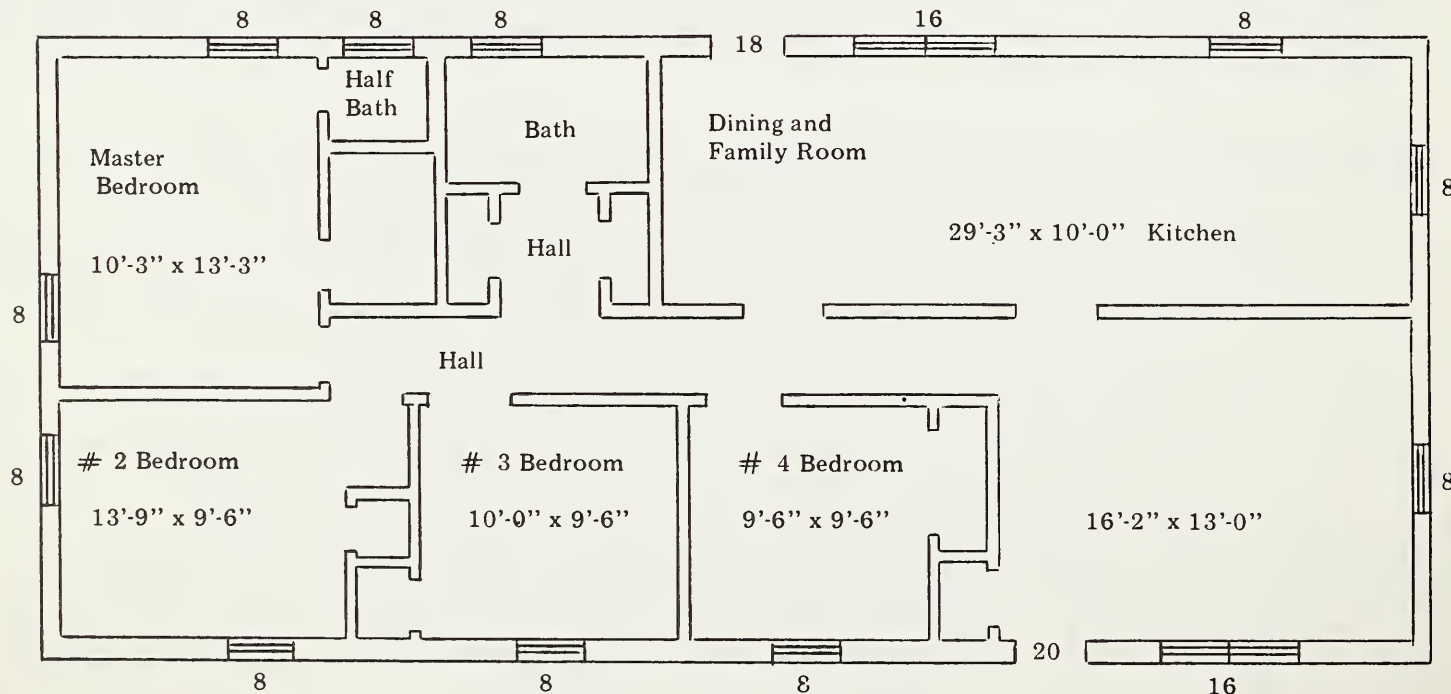 8 8 8 16 8
18
Half
Bath
Bath
Dining and
Family Room
Master
Bedroom
8
29'-3" x 10'-0" Kitchen
Hall
10'-3" x 13'-3"
8
Hall
# 2 Bedroom
# 3 Bedroom
# 4 Bedroom
8
8
13'-9" x 9'-6"
10'-0" x 9'-6"
9'-6" x 9'-6"
16'-2" x 13'-0"
20
8 8 8 16